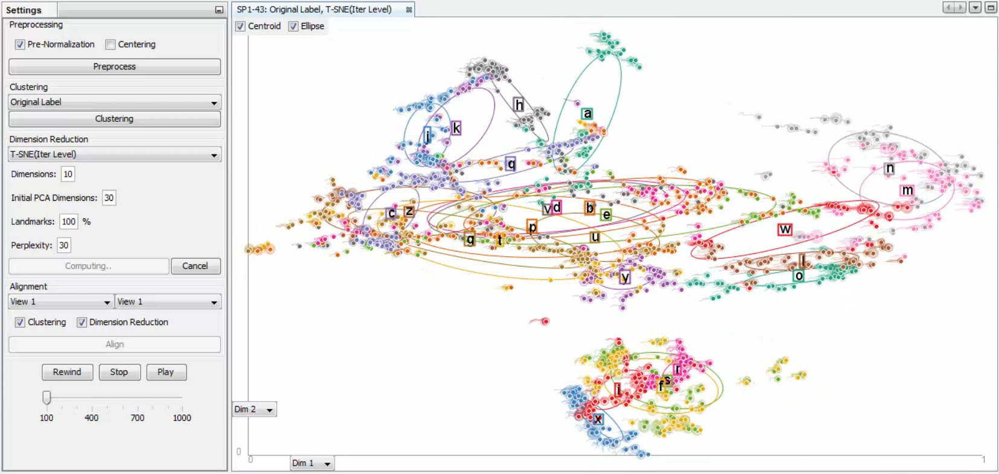 Settings
Preprocessing
Pre-Normalization
Centering
Preprocess
Clustering
Original Label
Clustering
Dimension Reduction
T-SNE(Iter Level)
Dimensions: 10
Initial PCA Dimensions: 30
Landmarks: 100 %
Perplexity: 30
Computing..
Cancel
Alignment
View 1
View 1
Clustering
Dimension Reduction
Align
Rewind
Stop
Play
100 400 700 1000
SP1-43: Original Label, T-SNE(Iter Level)
Centroid
Ellipse
h
a
k
j
q
n
m
c
z
v
d
b
e
p
w
g
t
u
l
o
y
r
s
f
i
x
Dim 2
0
0
Dim 1
1